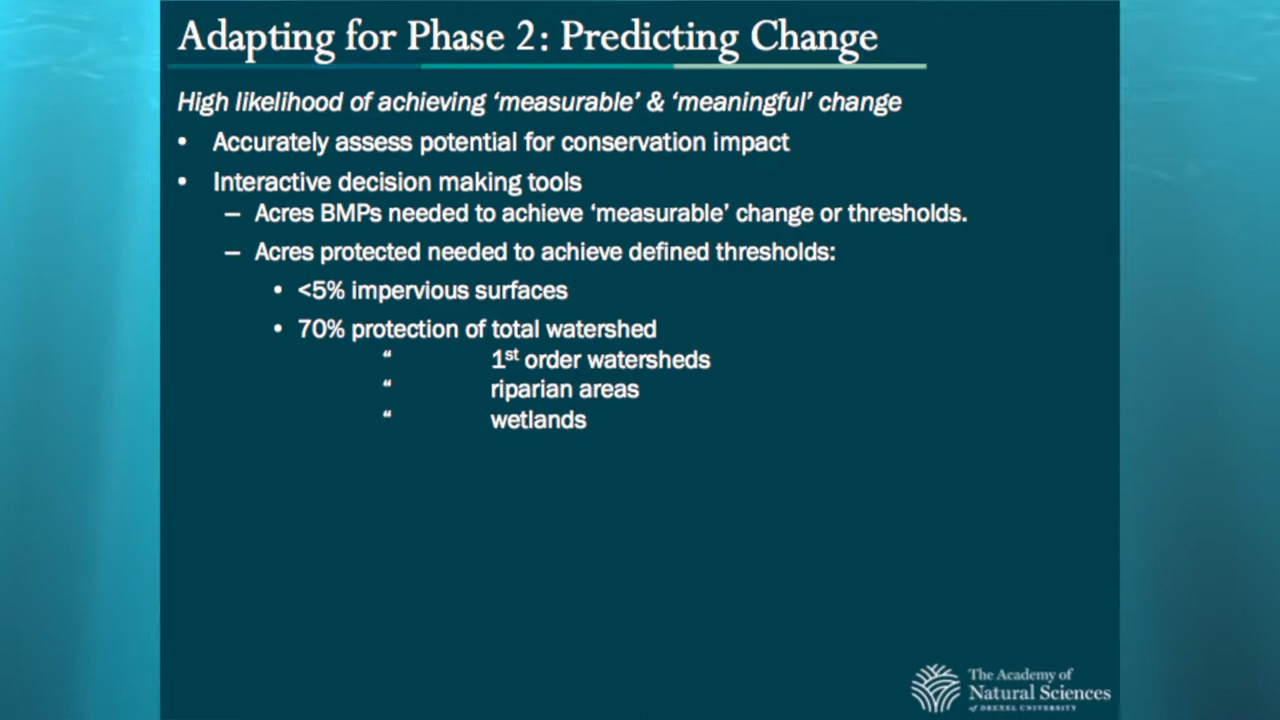 Adapting for Phase 2: Predicting Change
High likelihood of achieving ‘measurable’ & ‘meaningful’ change
• Accurately assess potential for conservation impact
• Interactive decision making tools
– Acres BMPs needed to achieve ‘measurable’ change or thresholds.
– Acres protected needed to achieve defined thresholds:
• <5% impervious surfaces
• 70% protection of total watershed
“ 1st order watersheds
“ riparian areas
“ wetlands
The Academy of
Natural Sciences
of DREXEL UNIVERSITY